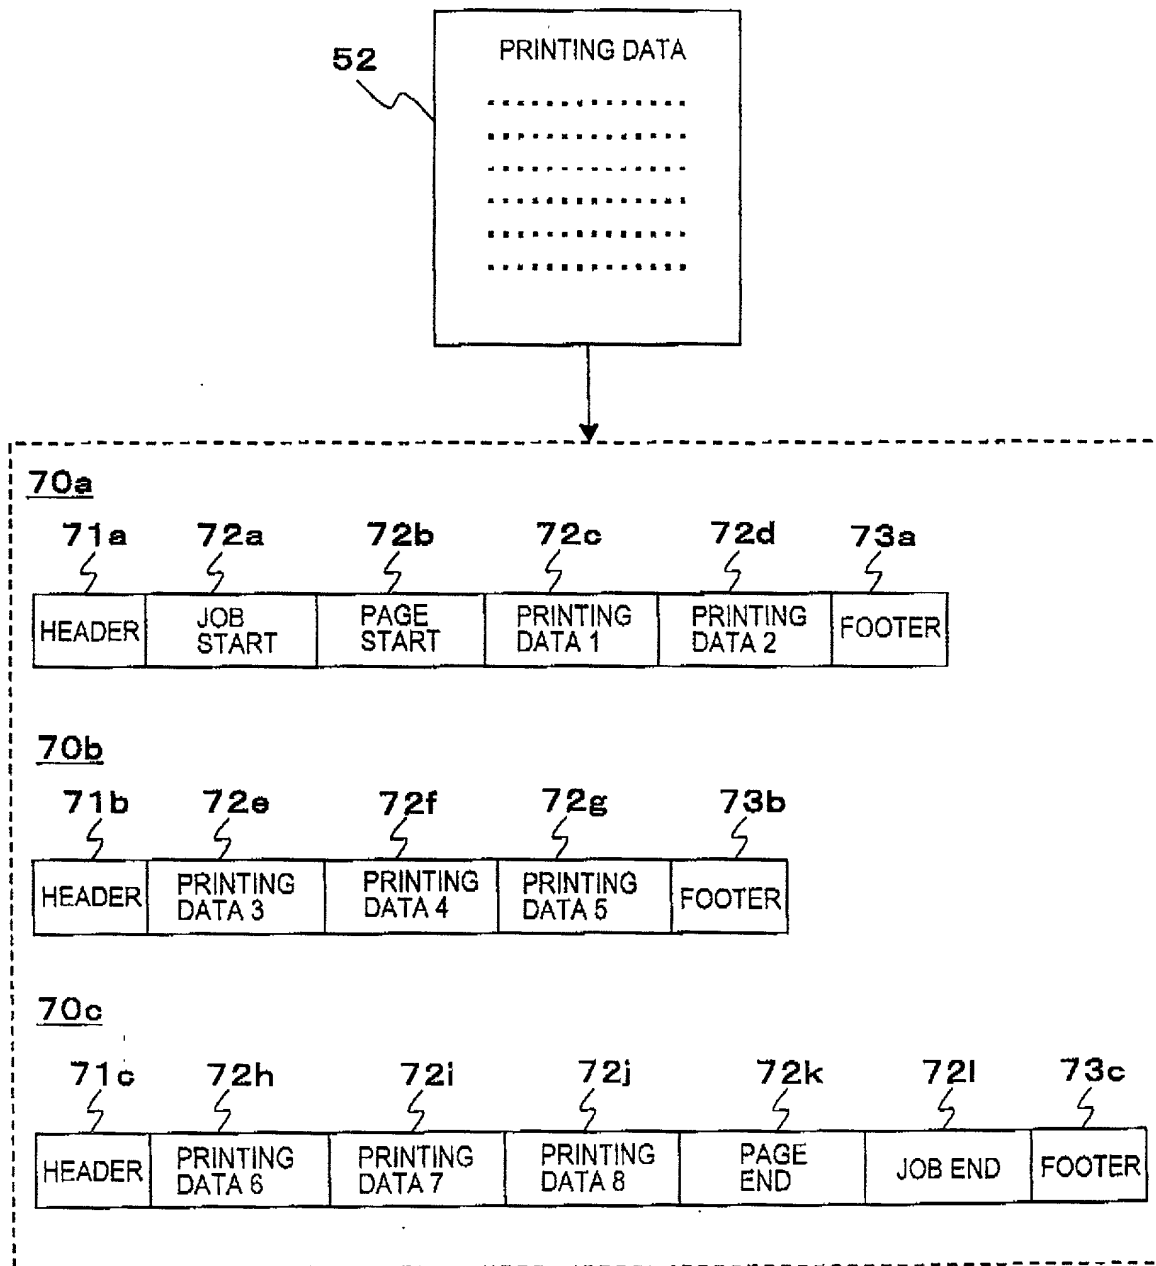 PRINTING DATA
52
70a
71a 72a 72b 72c 72d 73a
HEADER JOB START PAGE START PRINTING DATA 1 PRINTING DATA 2 FOOTER
70b
71b 72e 72f 72g 73b
HEADER PRINTING DATA 3 PRINTING DATA 4 PRINTING DATA 5 FOOTER
70c
71c 72h 72i 72j 72k 72l 73c
HEADER PRINTING DATA 6 PRINTING DATA 7 PRINTING DATA 8 PAGE END JOB END FOOTER